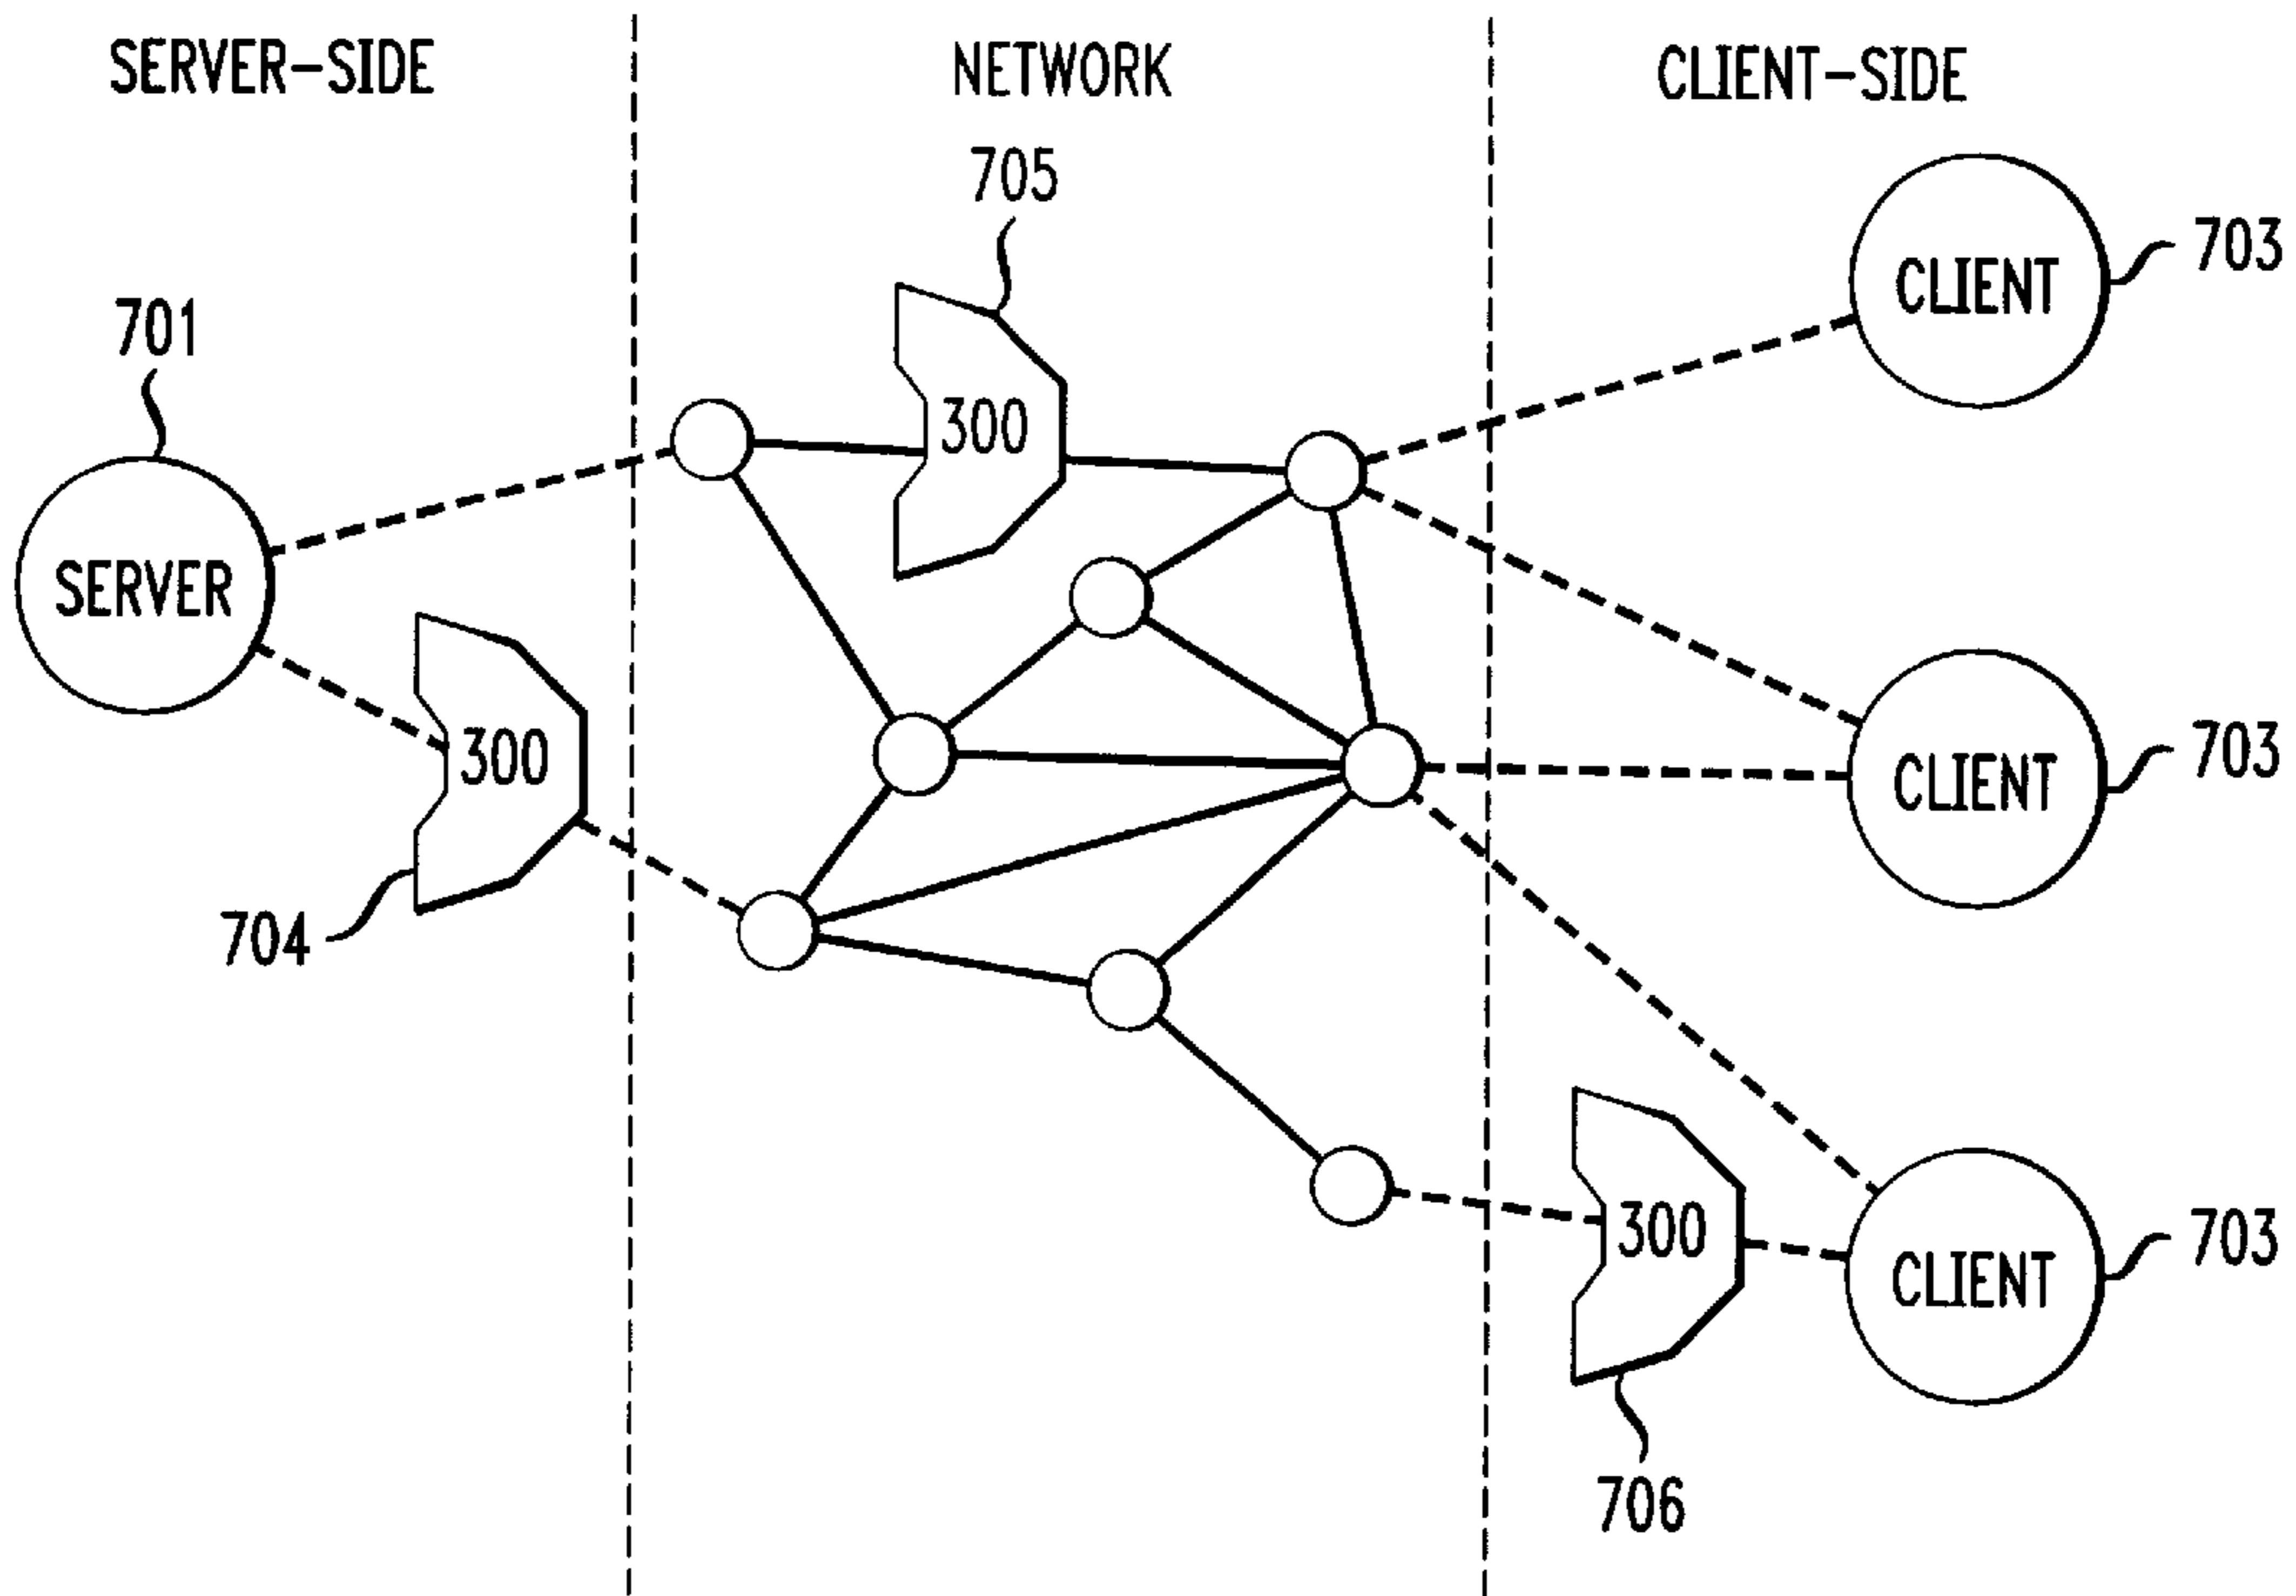 SERVER-SIDE
NETWORK
CLIENT-SIDE
705
703
CLIENT
701
300
SERVER
300
703
CLIENT
704
703
300
CLIENT
706